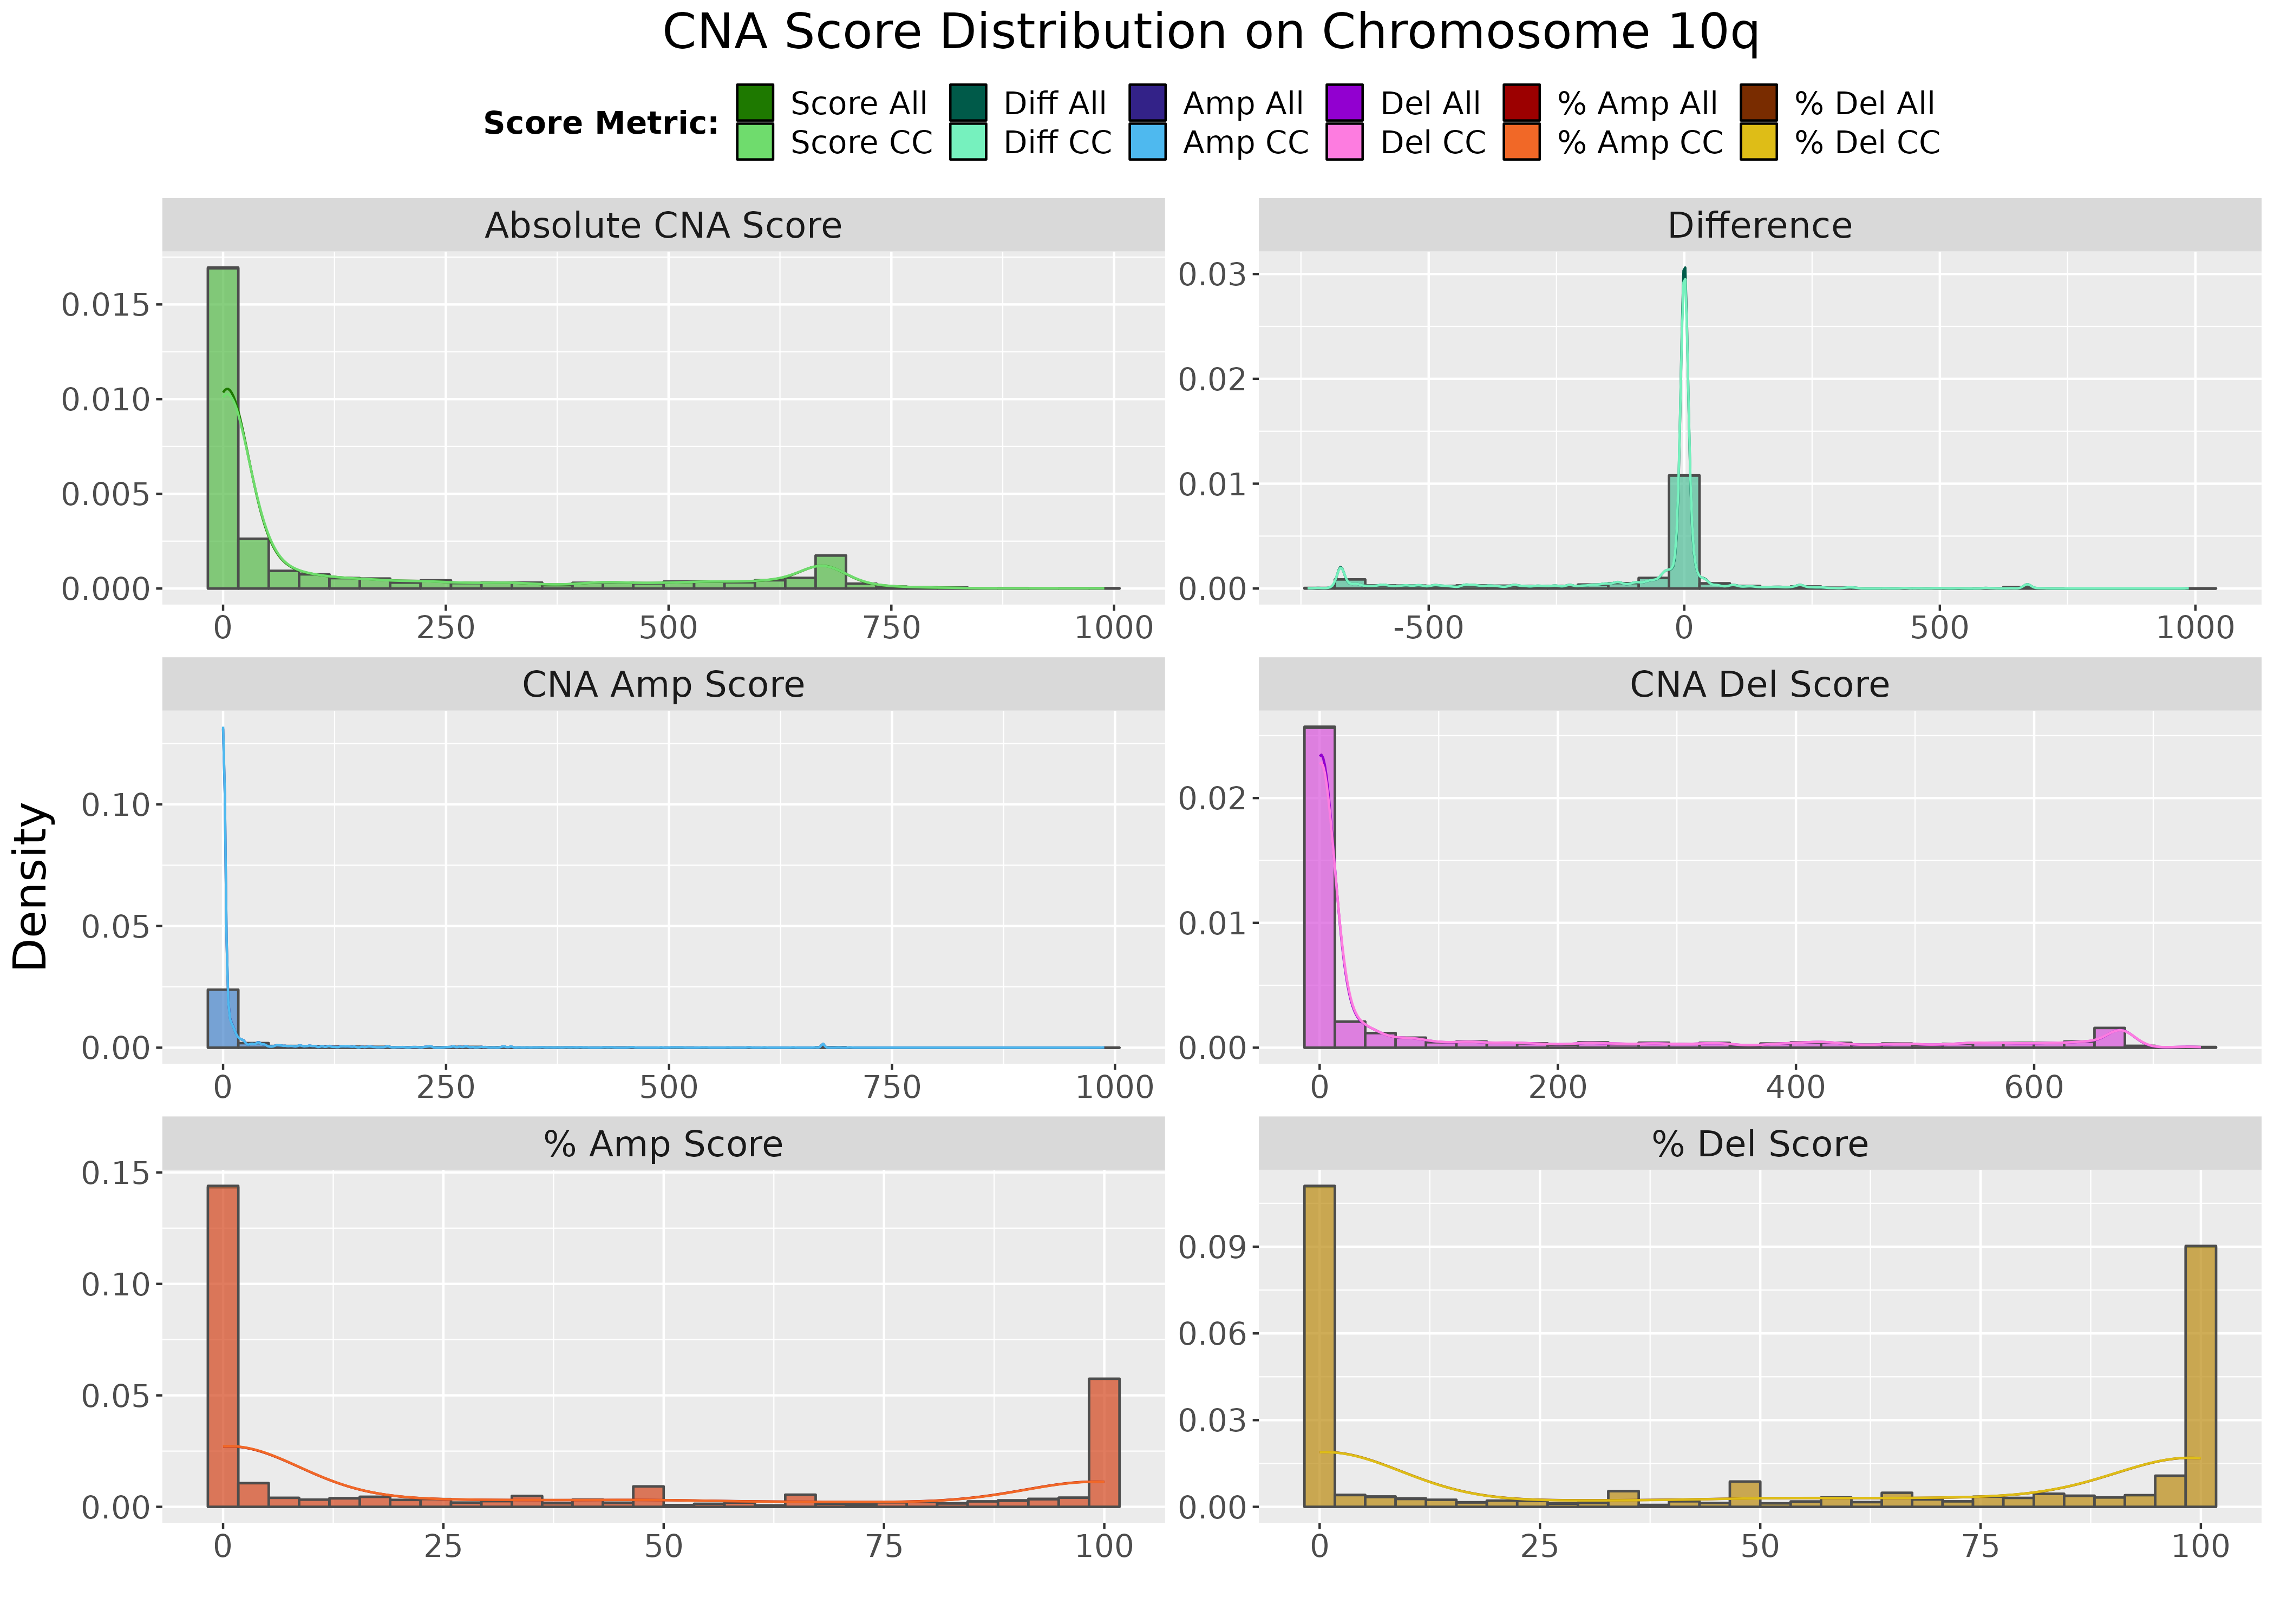 CNA Score Distribution on Chromosome 10q
Score Metric:
Score All Diff All Amp All Del All % Amp All % Del All
Score CC Diff CC Amp CC Del CC % Amp CC % Del CC
Absolute CNA Score
0.015
0.010
0.005
0.000
0 250 500 750 1000
Difference
0.03
0.02
0.01
0.00
-500 0 500 1000
Density
CNA Amp Score
0.10
0.05
0.00
0 250 500 750 1000
CNA Del Score
0.02
0.01
0.00
0 200 400 600
% Amp Score
0.15
0.10
0.05
0.00
0 25 50 75 100
% Del Score
0.09
0.06
0.03
0.00
0 25 50 75 100